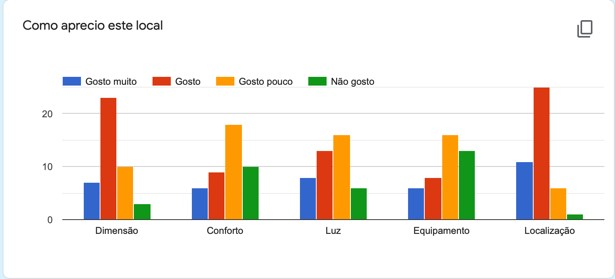 Como aprecio este local
Gosto muito
Gosto
Gosto pouco
Não gosto
20
10
0
Dimensão
Conforto
Luz
Equipamento
Localização